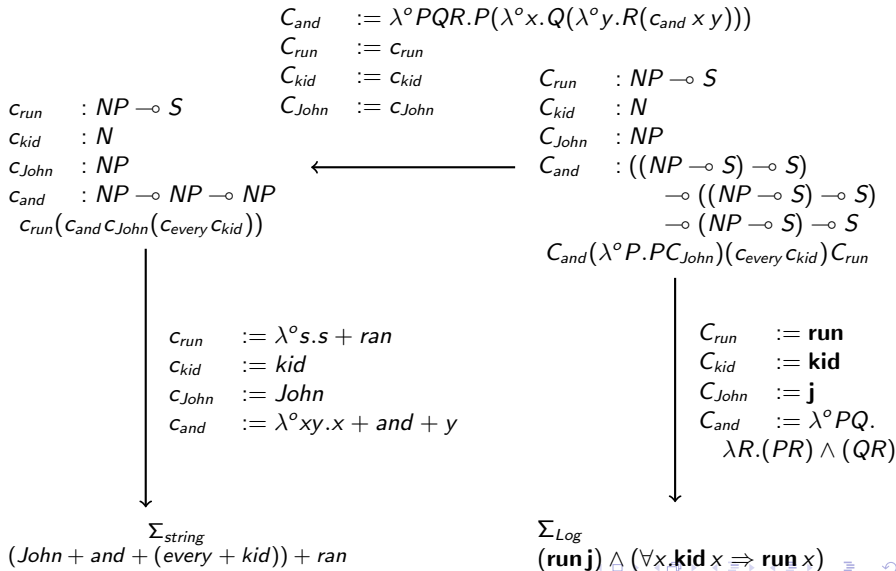 C_and := λ°PQR.P(λ°x.Q(λ°y.R(c_and x y)))
C_run := c_run
C_kid := c_kid
C_John := c_John
c_run : NP ⊸ S
c_kid : N
c_John : NP
c_and : NP ⊸ NP ⊸ NP
c_run(c_and c_John(c_every c_kid))
C_run : NP ⊸ S
C_kid : N
C_John : NP
C_and : ((NP ⊸ S) ⊸ S)
⊸ ((NP ⊸ S) ⊸ S)
⊸ (NP ⊸ S) ⊸ S
C_and(λ°P.PC_John)(c_every c_kid)C_run
c_run := λ°s.s + ran
c_kid := kid
c_John := John
c_and := λ°xy.x + and + y
C_run := run
C_kid := kid
C_John := j
C_and := λ°PQ.
λR.(PR) ∧ (QR)
Σ_string
(John + and + (every + kid)) + ran
Σ_Log
(run j) ∧ (∀x.kid x ⇒ run x)